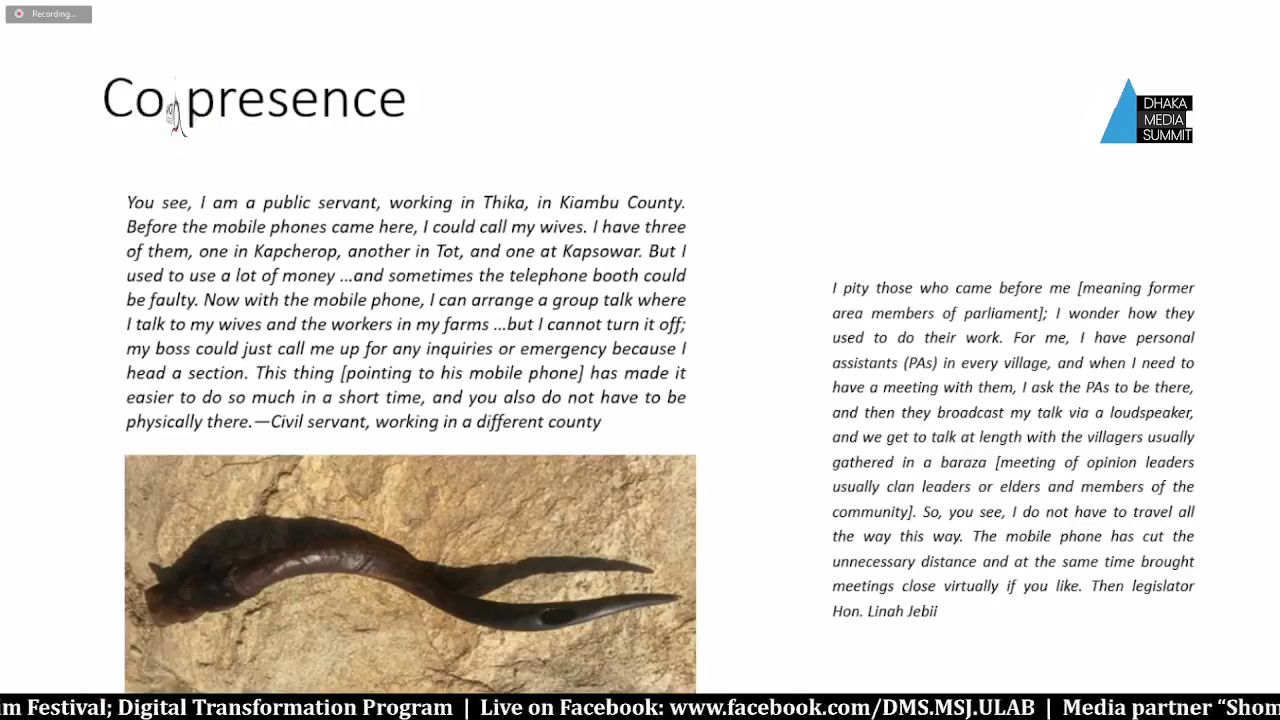 Recording...
Co presence
DHAKA
MEDIA
SUMMIT
You see, I am a public servant, working in Thika, in Kiambu County.
Before the mobile phones came here, I could call my wives. I have three
of them, one in Kapcherop, another in Tot, and one at Kapsowar. But I
used to use a lot of money ...and sometimes the telephone booth could
be faulty. Now with the mobile phone, I can arrange a group talk where
I talk to my wives and the workers in my farms ...but I cannot turn it off;
my boss could just call me up for any inquiries or emergency because I
head a section. This thing [pointing to his mobile phone] has made it
easier to do so much in a short time, and you also do not have to be
physically there.—Civil servant, working in a different county
I pity those who came before me [meaning former
area members of parliament]; I wonder how they
used to do their work. For me, I have personal
assistants (PAs) in every village, and when I need to
have a meeting with them, I ask the PAs to be there,
and then they broadcast my talk via a loudspeaker,
and we get to talk at length with the villagers usually
gathered in a baraza [meeting of opinion leaders
usually clan leaders or elders and members of the
community]. So, you see, I do not have to travel all
the way this way. The mobile phone has cut the
unnecessary distance and at the same time brought
meetings close virtually if you like. Then legislator
Hon. Linah Jebii
im Festival; Digital Transformation Program | Live on Facebook: www.facebook.com/DMS.MSJ.ULAB | Media partner “Shom